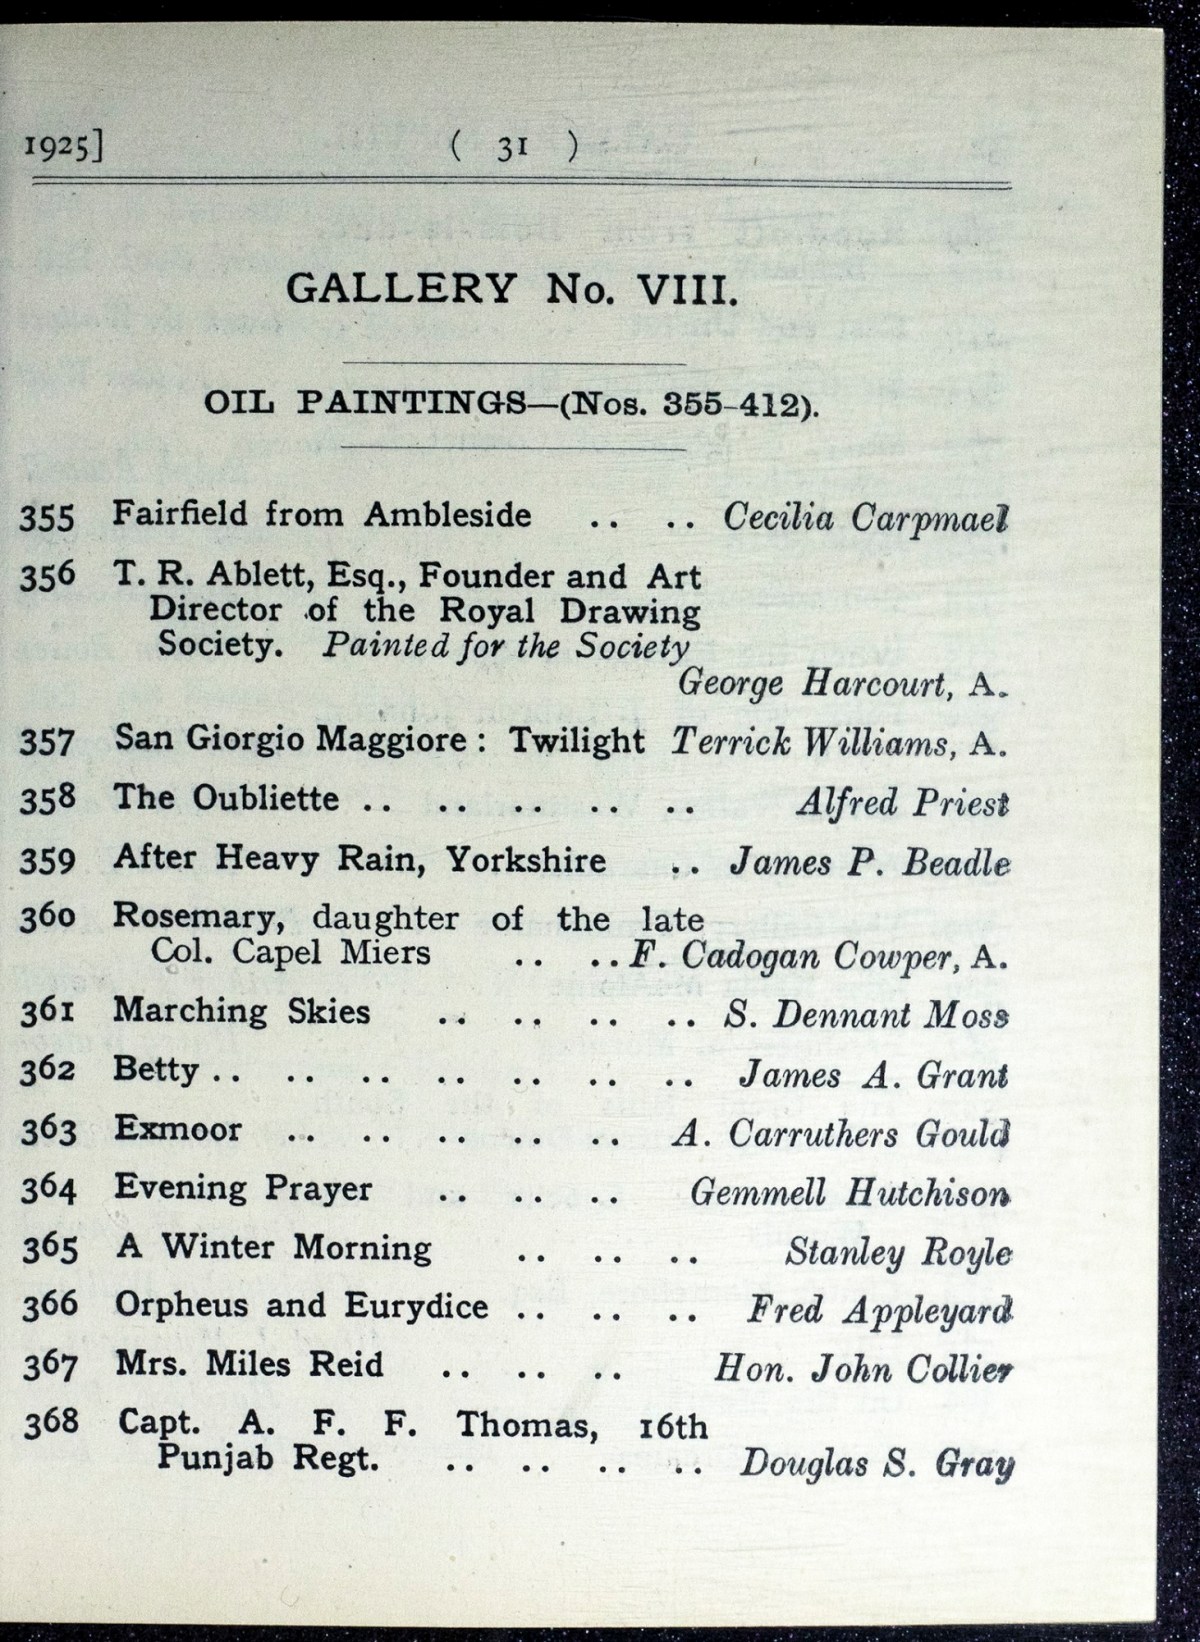 1925] ( 31 )
GALLERY No. VIII.
OIL PAINTINGS—(Nos. 355-412).
355 Fairfield from Ambleside .. .. Cecilia Carpmael
356 T. R. Ablett, Esq., Founder and Art
Director of the Royal Drawing
Society. Painted for the Society
George Harcourt, A.
357 San Giorgio Maggiore : Twilight Terrick Williams, A.
358 The Oubliette .. .. .. .. .. Alfred Priest
359 After Heavy Rain, Yorkshire .. James P. Beadle
360 Rosemary, daughter of the late
Col. Capel Miers .. .. F. Cadogan Cowper, A.
361 Marching Skies .. .. .. .. S. Dennant Moss
362 Betty .. .. .. .. .. .. .. James A. Grant
363 Exmoor .. .. .. .. .. A. Carruthers Gould
364 Evening Prayer .. .. .. Gemmell Hutchison
365 A Winter Morning .. .. .. Stanley Royle
366 Orpheus and Eurydice .. .. .. Fred Appleyard
367 Mrs. Miles Reid .. .. .. Hon. John Collier
368 Capt. A. F. F. Thomas, 16th
Punjab Regt. .. .. .. .. Douglas S. Gray